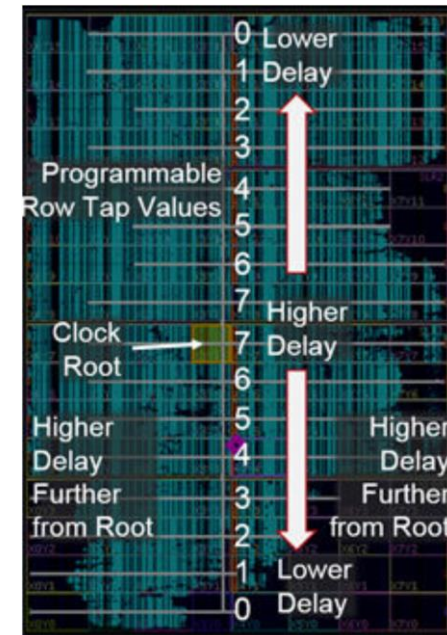 0 Lower
1 Delay
2
3
Programmable
4
Row Tap Values
5
6
7
Higher
Clock
7 Delay
Root
6
5
Higher
Higher
Delay
4
Delay
Further
3
Further
from Root
2
from Root
1 Lower
0 Delay